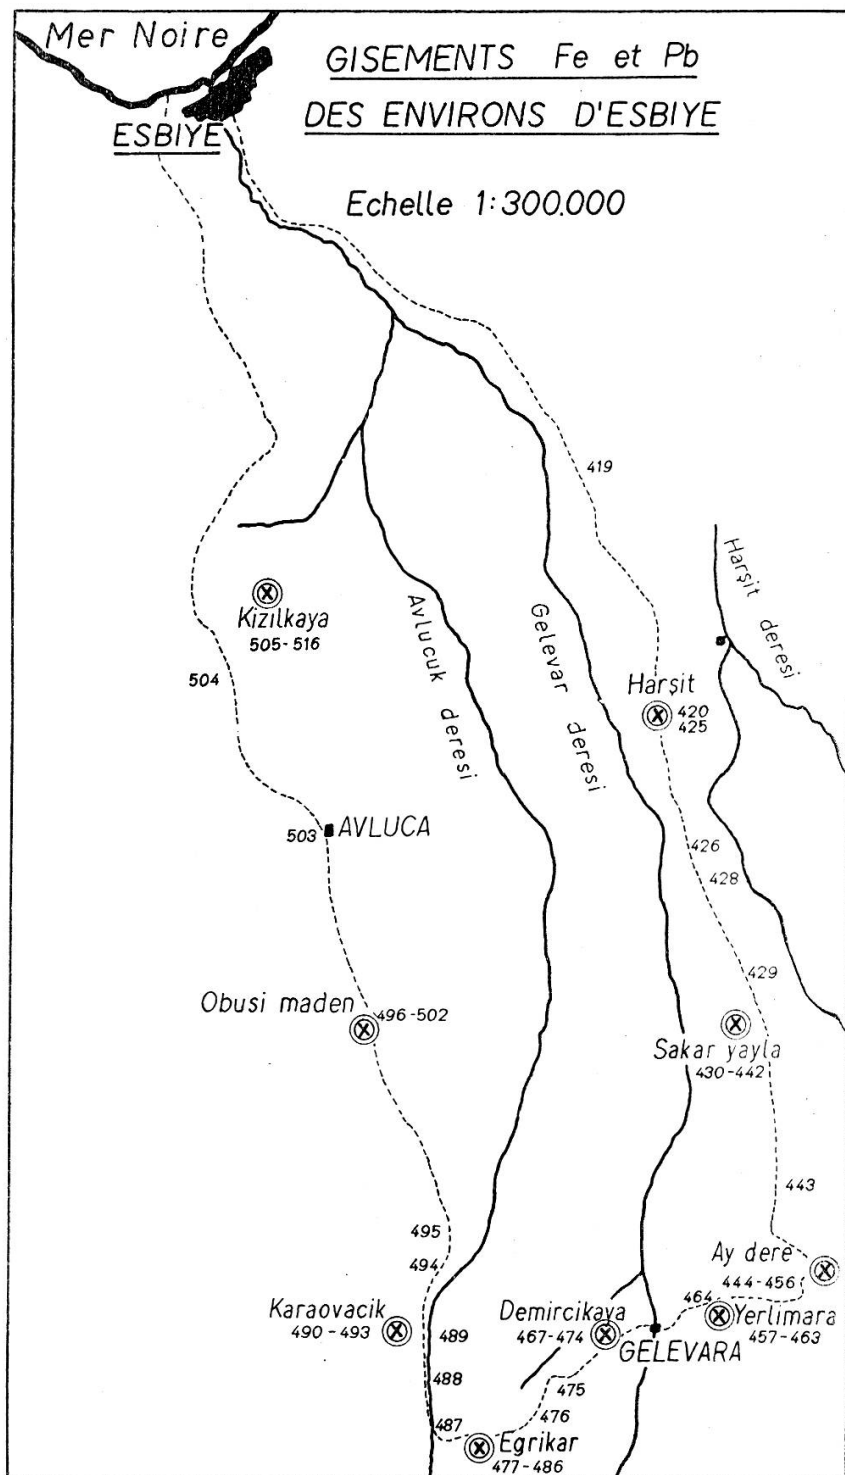 Mer Noire
GISEMENTS Fe et Pb
DES ENVIRONS D'ESBIYE
ESBIYE
Echelle 1:300.000
419
Harşit deresi
Kizilkaya
505-516
Avlucuk deresi
Gelevar deresi
504
Harşit
420
425
503
AVLUCA
426
428
429
Obusi maden
496-502
Sakar yayla
430-442
443
495
494
Ay dere
444-456
464
Karaovacik
490-493
489
Demircikaya
467-474
GELEVARA
Yerlimara
457-463
488
475
487
476
Egrikar
477-486